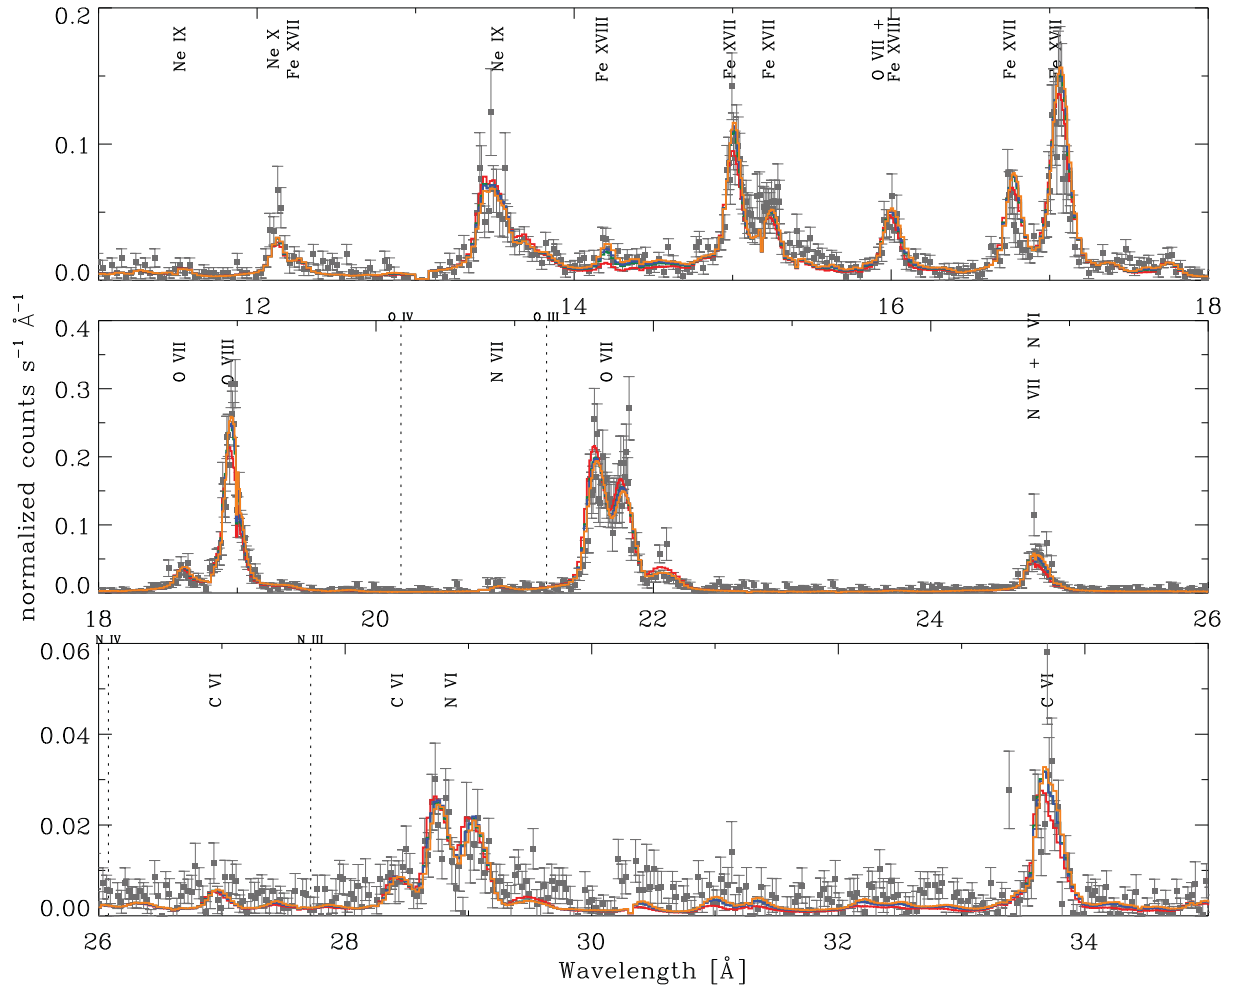 0.2
0.1
0.0
Ne IX
Ne X
Fe XVII
Ne IX
Fe XVIII
Fe XVII
Fe XVII
O VII +
Fe XVIII
Fe XVII
Fe XVII
12
14
16
18
0.4
0.3
0.2
0.1
0.0
O VII
O VIII
O IV
N VII
O III
O VII
N VII + N VI
18
20
22
24
26
0.06
0.04
0.02
0.00
N IV
C VI
N III
C VI
N VI
C VI
26
28
30
32
34
normalized counts s⁻¹ Å⁻¹
Wavelength [Å]